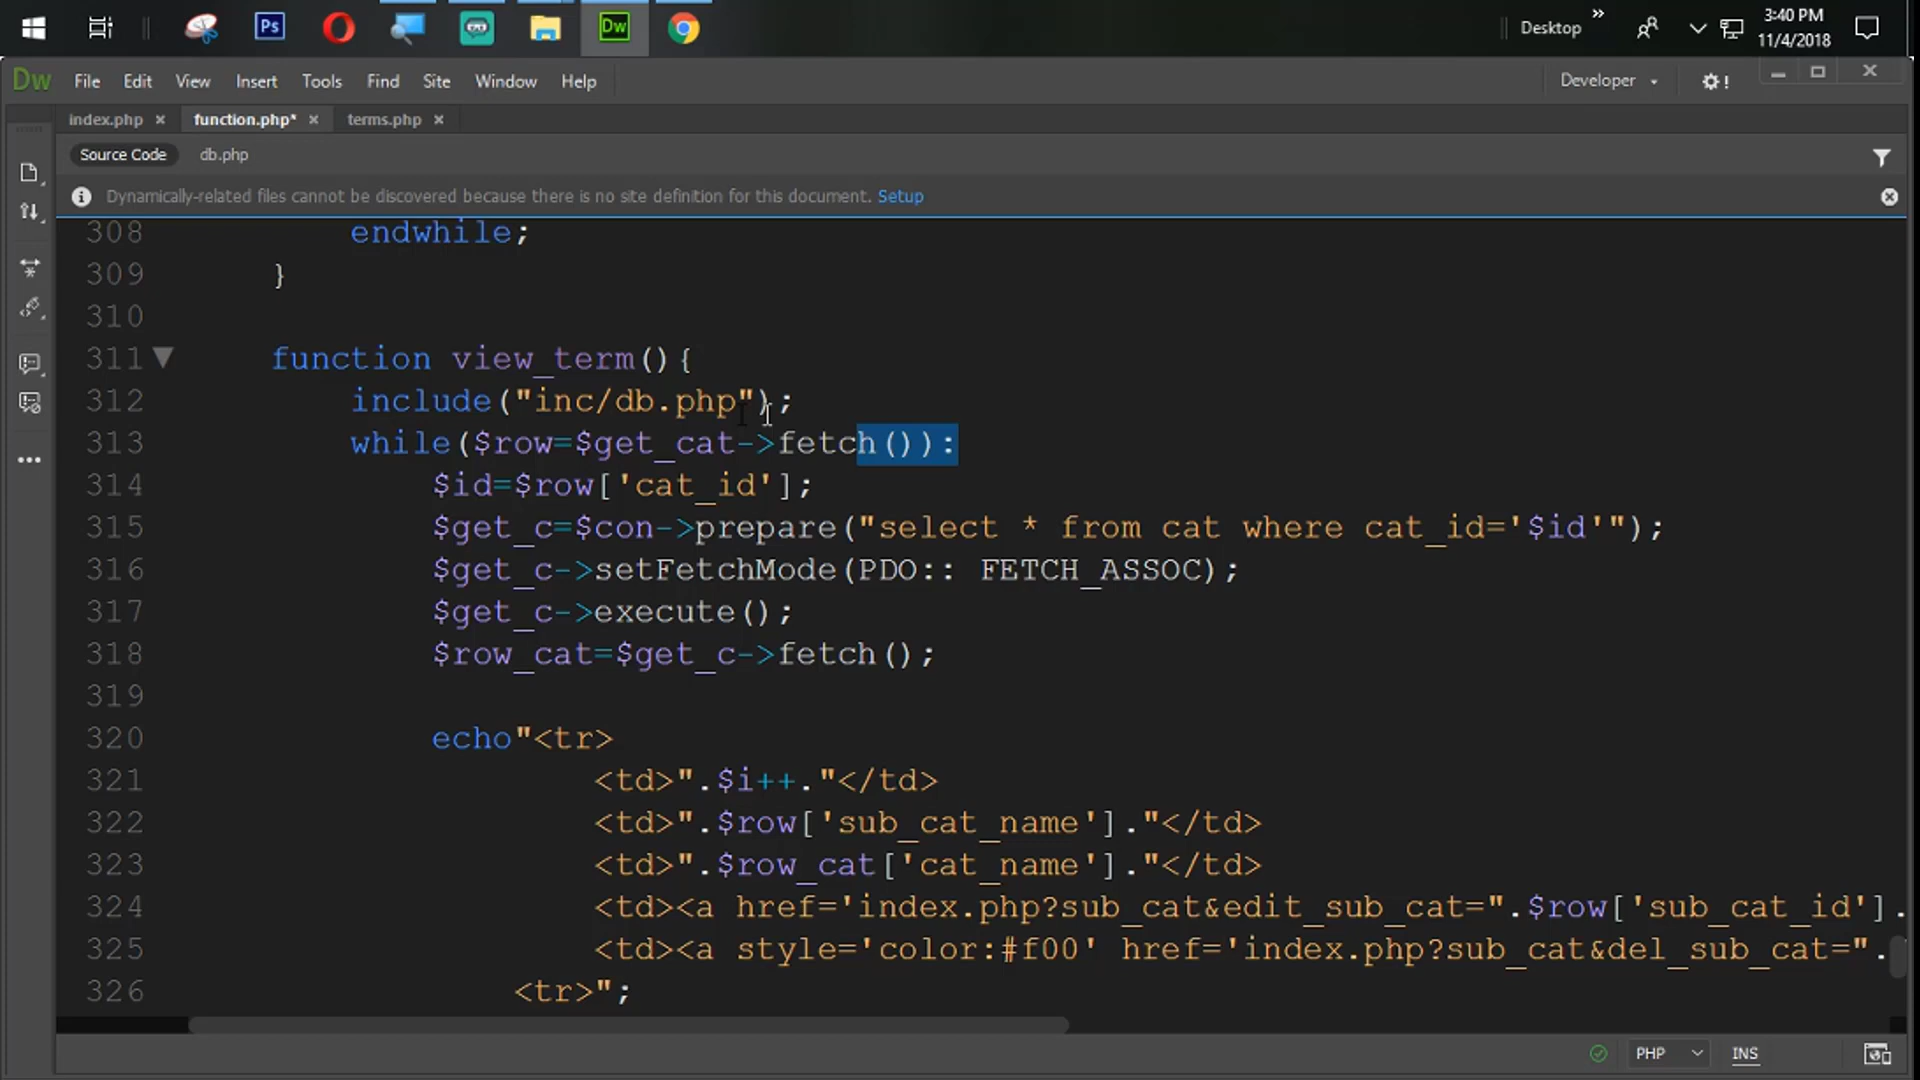 Ps
Dw
Desktop
»
3:40 PM
11/4/2018
Dw
File
Edit
View
Insert
Tools
Find
Site
Window
Help
Developer
index.php ×
function.php* ×
terms.php ×
Source Code
db.php
Dynamically-related files cannot be discovered because there is no site definition for this document. Setup
308 endwhile;
309 }
310
311 function view_term(){
312 include("inc/db.php");
313 while($row=$get_cat->fetch()):
314 $id=$row['cat_id'];
315 $get_c=$con->prepare("select * from cat where cat_id='$id'");
316 $get_c->setFetchMode(PDO:: FETCH_ASSOC);
317 $get_c->execute();
318 $row_cat=$get_c->fetch();
319
320 echo"<tr>
321 <td>".$i++."</td>
322 <td>".$row['sub_cat_name']."</td>
323 <td>".$row_cat['cat_name']."</td>
324 <td><a href='index.php?sub_cat&edit_sub_cat=".$row['sub_cat_id'].
325 <td><a style='color:#f00' href='index.php?sub_cat&del_sub_cat=".
326 <tr>";
PHP
INS